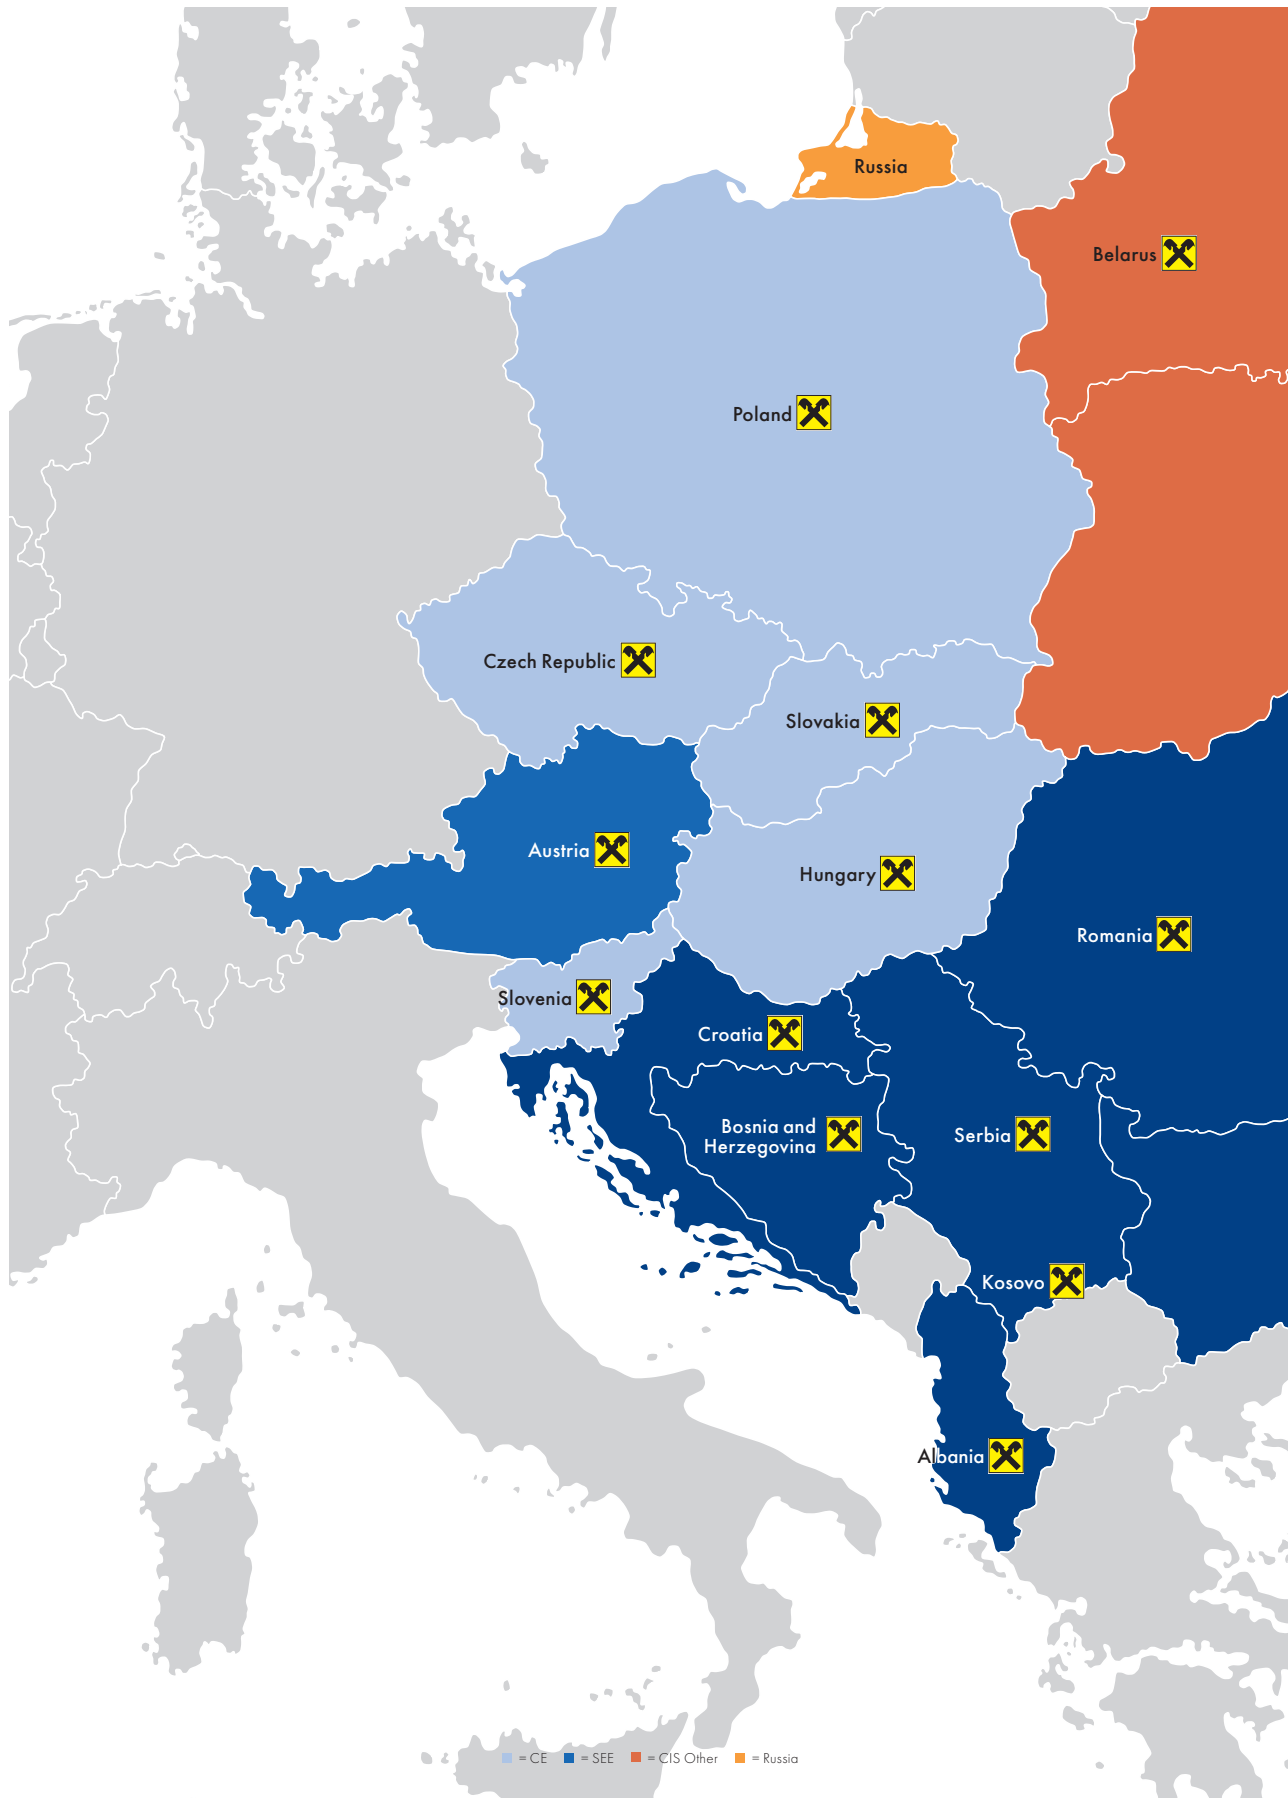 Russia
Belarus
Poland
Czech Republic
Slovakia
Austria
Hungary
Romania
Slovenia
Croatia
Bosnia and
Herzegovina
Serbia
Kosovo
Albania
= CE = SEE = CIS Other = Russia